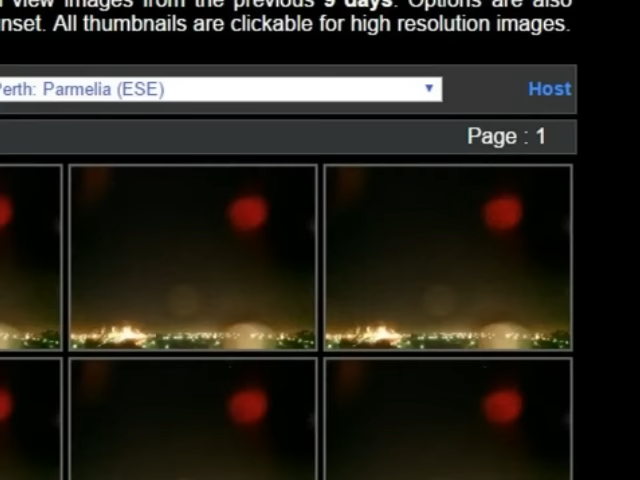 view images from the previous 9 days. Options are also
nset. All thumbnails are clickable for high resolution images.
Perth: Parmelia (ESE)
Host
Page : 1